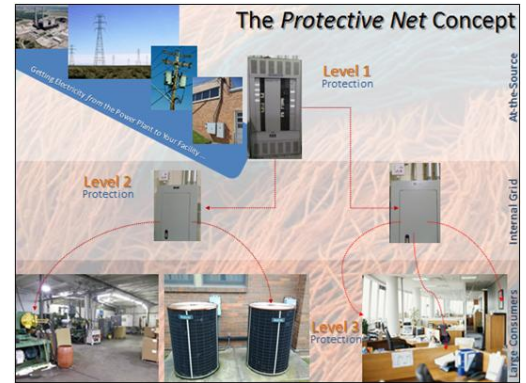 The Protective Net Concept
Getting Electricity from the Power Plant to Your Facility ...
Level 1
Protection
At-the-Source
Level 2
Protection
Internal Grid
Level 3
Protection
Large Consumers